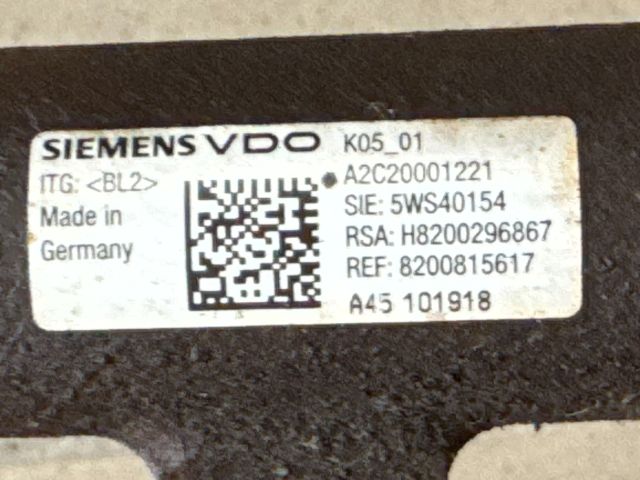 SIEMENS VDO K05_01
ITG: <BL2> A2C20001221
Made in SIE: 5WS40154
Germany RSA: H8200296867
REF: 8200815617
A45 101918